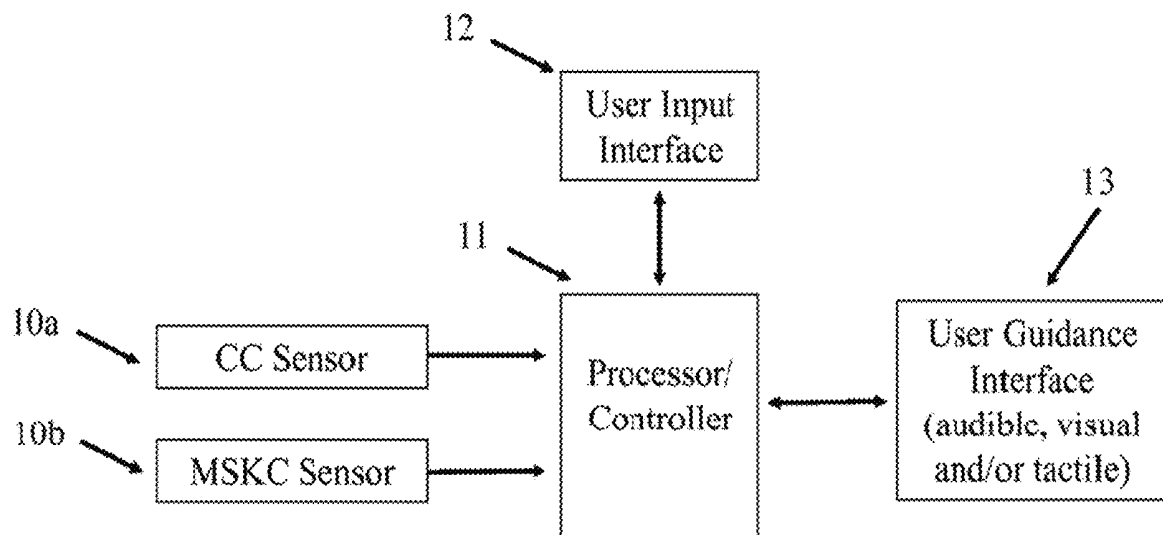 12
User Input
Interface
13
11
10a
CC Sensor
Processor/
Controller
User Guidance
Interface
(audible, visual
and/or tactile)
10b
MSKC Sensor